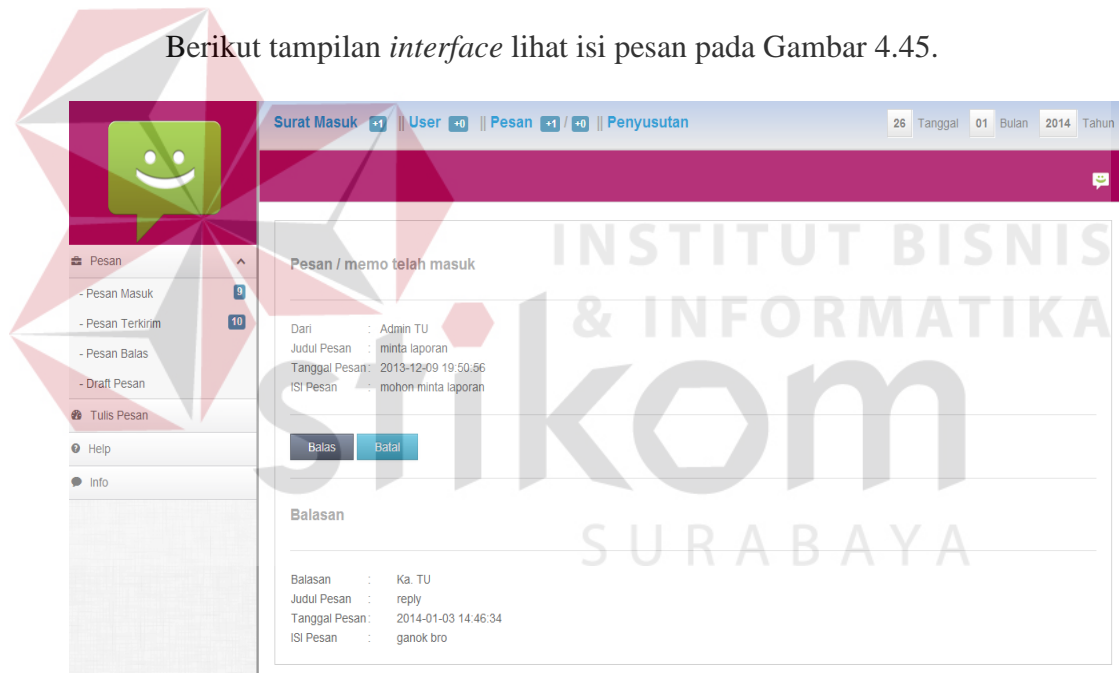 Berikut tampilan interface lihat isi pesan pada Gambar 4.45.
Surat Masuk +1 || User +0 || Pesan +1 / +0 || Penyusutan
26 Tanggal 01 Bulan 2014 Tahun
Pesan
- Pesan Masuk 9
- Pesan Terkirim 10
- Pesan Balas
- Draft Pesan
Tulis Pesan
Help
Info
Pesan / memo telah masuk
Dari : Admin TU
Judul Pesan : minta laporan
Tanggal Pesan : 2013-12-09 19:50:56
ISI Pesan : mohon minta laporan
Balas Batal
Balasan
Balasan : Ka. TU
Judul Pesan : reply
Tanggal Pesan : 2014-01-03 14:46:34
ISI Pesan : ganok bro
INSTITUT BISNIS
& INFORMATIKA
stikom
SURABAYA